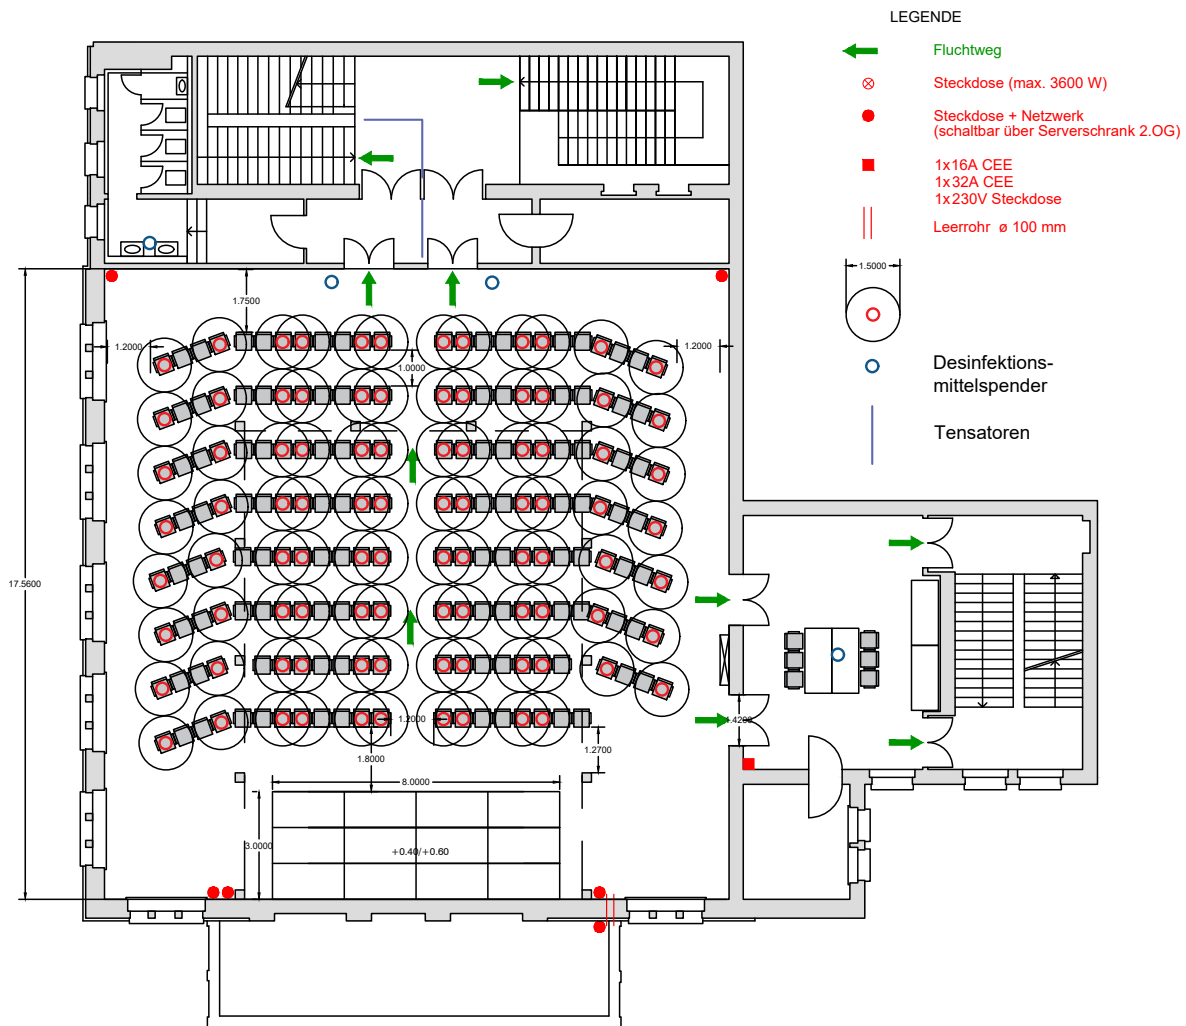 LEGENDE
Fluchtweg
Steckdose (max. 3600 W)
Steckdose + Netzwerk
(schaltbar über Serverschrank 2.OG)
1x16A CEE
1x32A CEE
1x230V Steckdose
Leerrohr ø 100 mm
1.5000
Desinfektions-
mittelspender
Tensatoren
1.7500
1.2000
1.2000
1.0000
17.5600
1.2000
1.4200
1.2700
1.8000
8.0000
3.0000
+0.40/+0.60